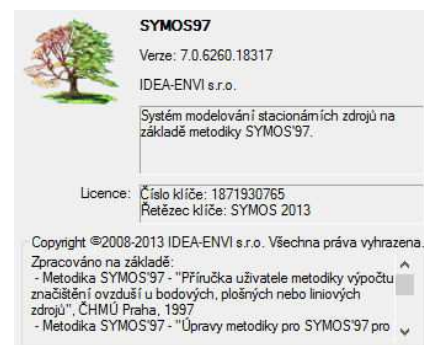 SYMOS97
Verze: 7.0.6260.18317
IDEA-ENVI s.r.o.
Systém modelování stacionárních zdrojů na
základě metodiky SYMOS'97.
Licence:
Číslo klíče: 1871930765
Řetězec klíče: SYMOS 2013
Copyright ©2008-2013 IDEA-ENVI s.r.o. Všechna práva vyhrazena.
Zpracováno na základě:
- Metodika SYMOS'97 - "Příručka uživatele metodiky výpočtu
značištění ovzduší u bodových, plošných nebo liniových
zdrojů", ČHMÚ Praha, 1997
- Metodika SYMOS'97 - "Úpravy metodiky pro SYMOS'97 pro